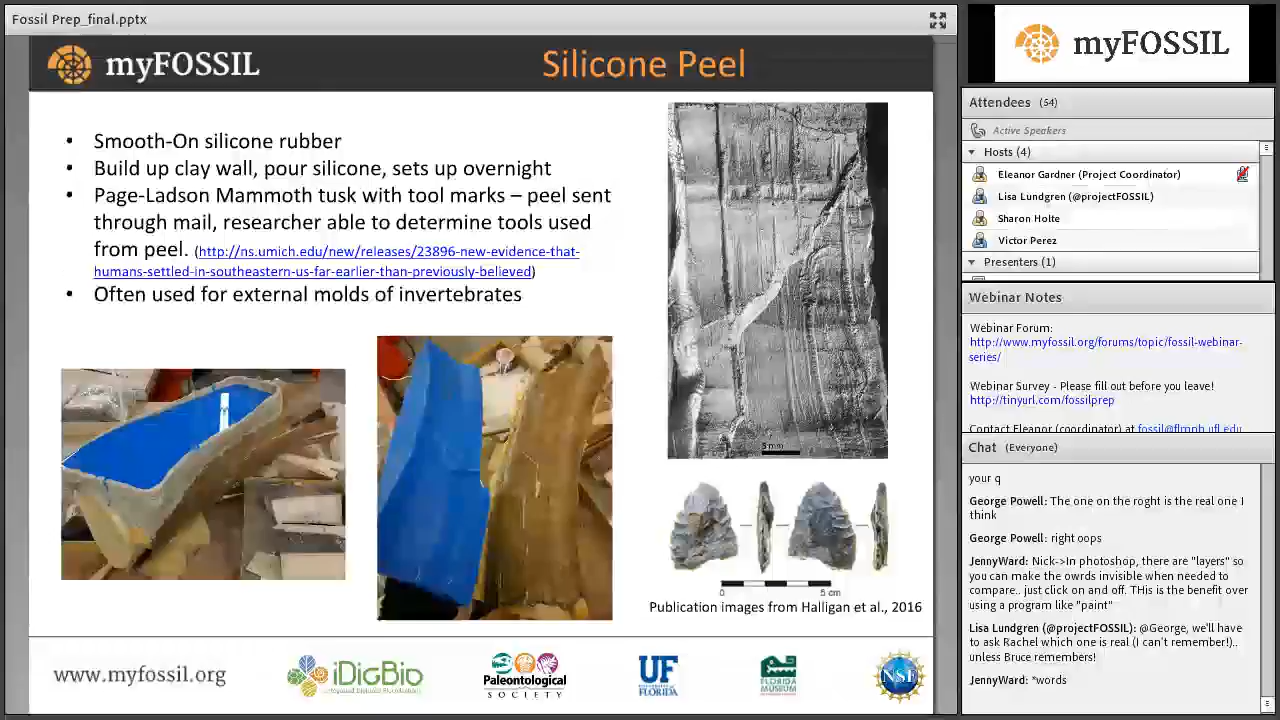 Fossil Prep_final.pptx
myFOSSIL
Silicone Peel
• Smooth-On silicone rubber
• Build up clay wall, pour silicone, sets up overnight
• Page-Ladson Mammoth tusk with tool marks – peel sent
through mail, researcher able to determine tools used
from peel. (http://ns.umich.edu/new/releases/23896-new-evidence-that-
humans-settled-in-southeastern-us-far-earlier-than-previously-believed)
• Often used for external molds of invertebrates
5 mm
0 5 cm
Publication images from Halligan et al., 2016
www.myfossil.org
iDigBio
Paleontological
SOCIETY
UF
UNIVERSITY of
FLORIDA
FLORIDA
MUSEUM
NSF
myFOSSIL
Attendees (54)
Active Speakers
Hosts (4)
Eleanor Gardner (Project Coordinator)
Lisa Lundgren (@projectFOSSIL)
Sharon Holte
Victor Perez
Presenters (1)
Webinar Notes
Webinar Forum:
http://www.myfossil.org/forums/topic/fossil-webinar-
series/
Webinar Survey - Please fill out before you leave!
http://tinyurl.com/fossilprep
Contact Eleanor (coordinator) at fossil@flmnh.ufl.edu
Chat (Everyone)
your q
George Powell: The one on the roght is the real one I
think
George Powell: right oops
JennyWard: Nick->In photoshop, there are "layers" so
you can make the owrds invisible when needed to
compare.. just click on and off. THis is the benefit over
using a program like "paint"
Lisa Lundgren (@projectFOSSIL): @George, we'll have
to ask Rachel which one is real (I can't remember!).
unless Bruce remembers!
JennyWard: *words